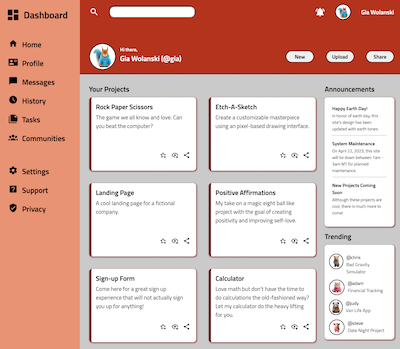 Dashboard
Home
Profile
Messages
History
Tasks
Communities
Settings
Support
Privacy
Gia Wolanski
Hi there,
Gia Wolanski (@gia)
New
Upload
Share
Your Projects
Rock Paper Scissors
The game we all know and love. Can
you beat the computer?
Etch-A-Sketch
Create a customizable masterpiece
using an pixel-based drawing interface.
Landing Page
A cool landing page for a fictional
company.
Positive Affirmations
My take on a magic eight ball like
project with the goal of creating
positivity and improving self-love.
Sign-up Form
Come here for a great sign up
experience that will not actually sign
you up for anything!
Calculator
Love math but don't have the time to
do calculations the old-fashioned way?
Let my calculator do the heavy lifting
for you.
Announcements
Happy Earth Day!
In honor of earth day, this
site's design has been
updated with earth tones.
System Maintenance
On April 22, 2023, this site
will be down between 1am -
3am MT for planned
maintenance.
New Projects Coming
Soon
Although these projects are
cool, there is much more to
come!
Trending
@chris
Bad Gravity
Simulator
@adam
Financial Tracking
@judy
Van Life App
@steve
Date Night Project